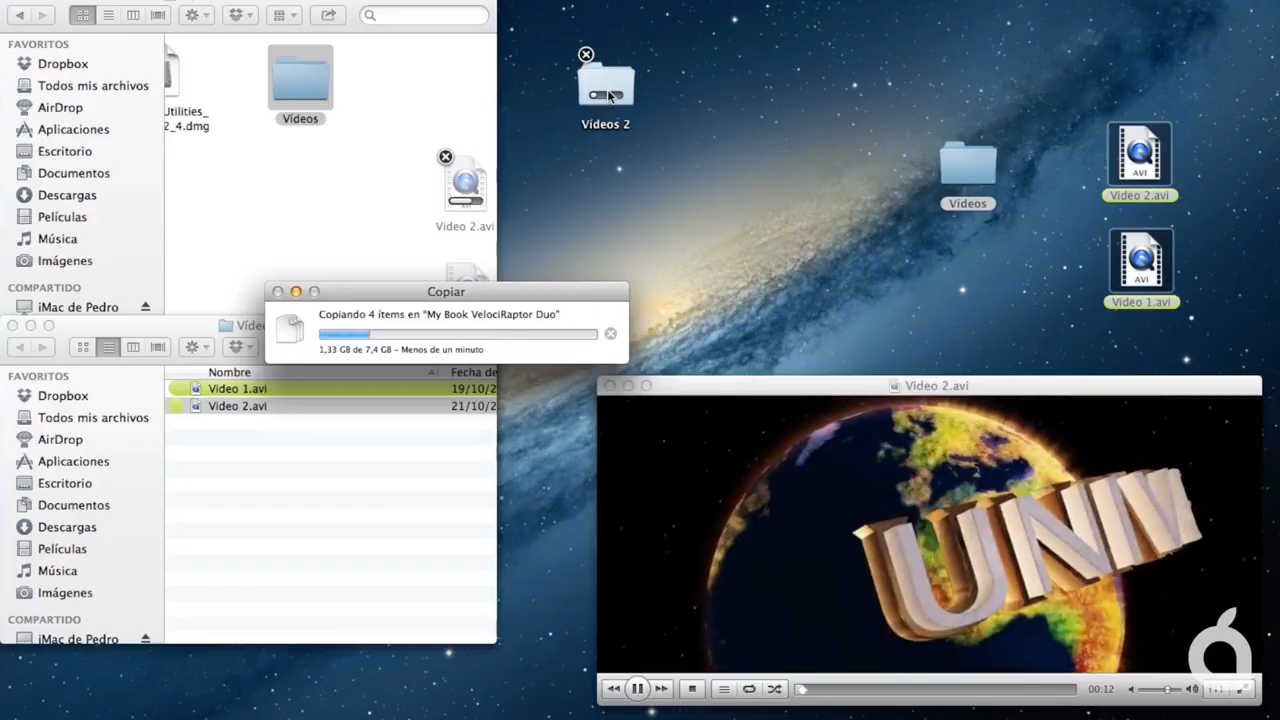 FAVORITOS
Dropbox
Todos mis archivos
AirDrop
Aplicaciones
Escritorio
Documentos
Descargas
Películas
Música
Imágenes
COMPARTIDO
iMac de Pedro
Utilities_
2_4.dmg
Vídeos
Video 2.avi
Vídeos 2
Vídeos
Video 2.avi
AVI
Video 1.avi
AVI
Copiar
Copiando 4 ítems en “My Book VelociRaptor Duo”
1,33 GB de 7,4 GB – Menos de un minuto
Nombre
Fecha de
Video 1.avi
19/10/2
Video 2.avi
21/10/2
FAVORITOS
Dropbox
Todos mis archivos
AirDrop
Aplicaciones
Escritorio
Documentos
Descargas
Películas
Música
Imágenes
COMPARTIDO
iMac de Pedro
Video 2.avi
UNIV
00:12